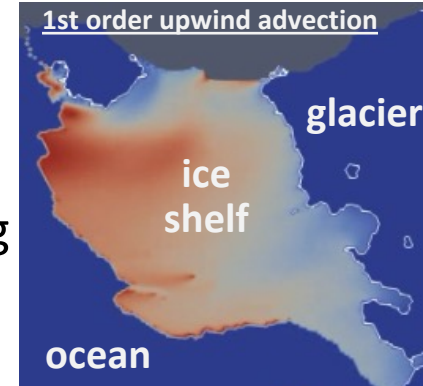 1st order upwind advection
glacier
ice
shelf
g
ocean